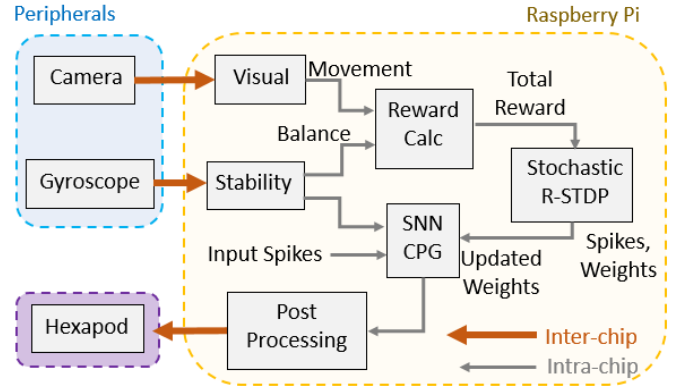 Peripherals
Raspberry Pi
Camera
Visual
Movement
Total
Reward
Reward
Calc
Balance
Gyroscope
Stability
Stochastic
R-STDP
SNN
CPG
Input Spikes
Updated
Weights
Spikes,
Weights
Hexapod
Post
Processing
Inter-chip
Intra-chip